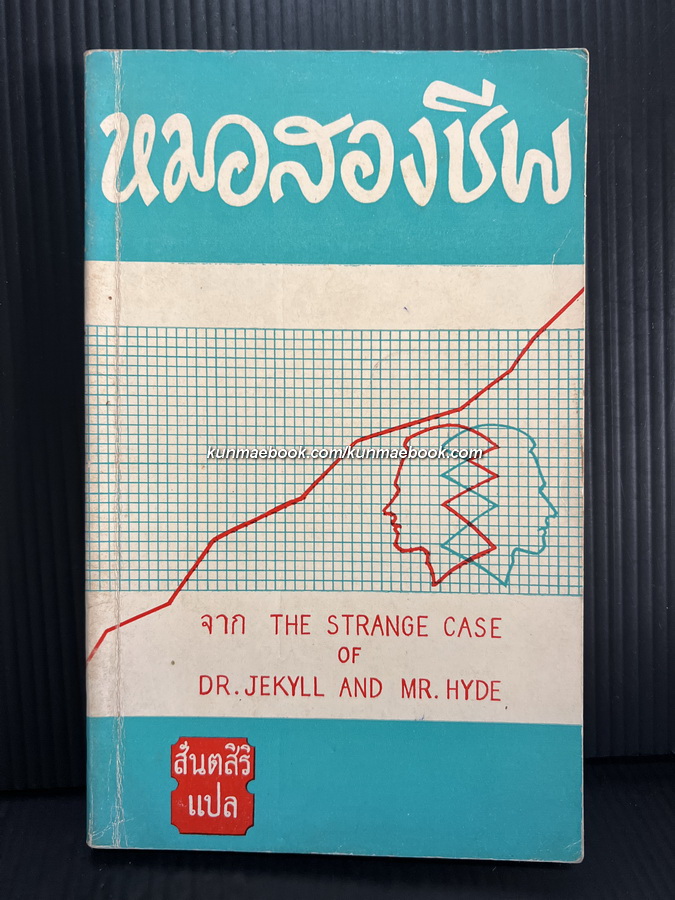 หมอสองชีพ
kunmaebook.com/kunmaebook.com
จาก THE STRANGE CASE
OF
DR. JEKYLL AND MR. HYDE
สันตสิริ
แปล